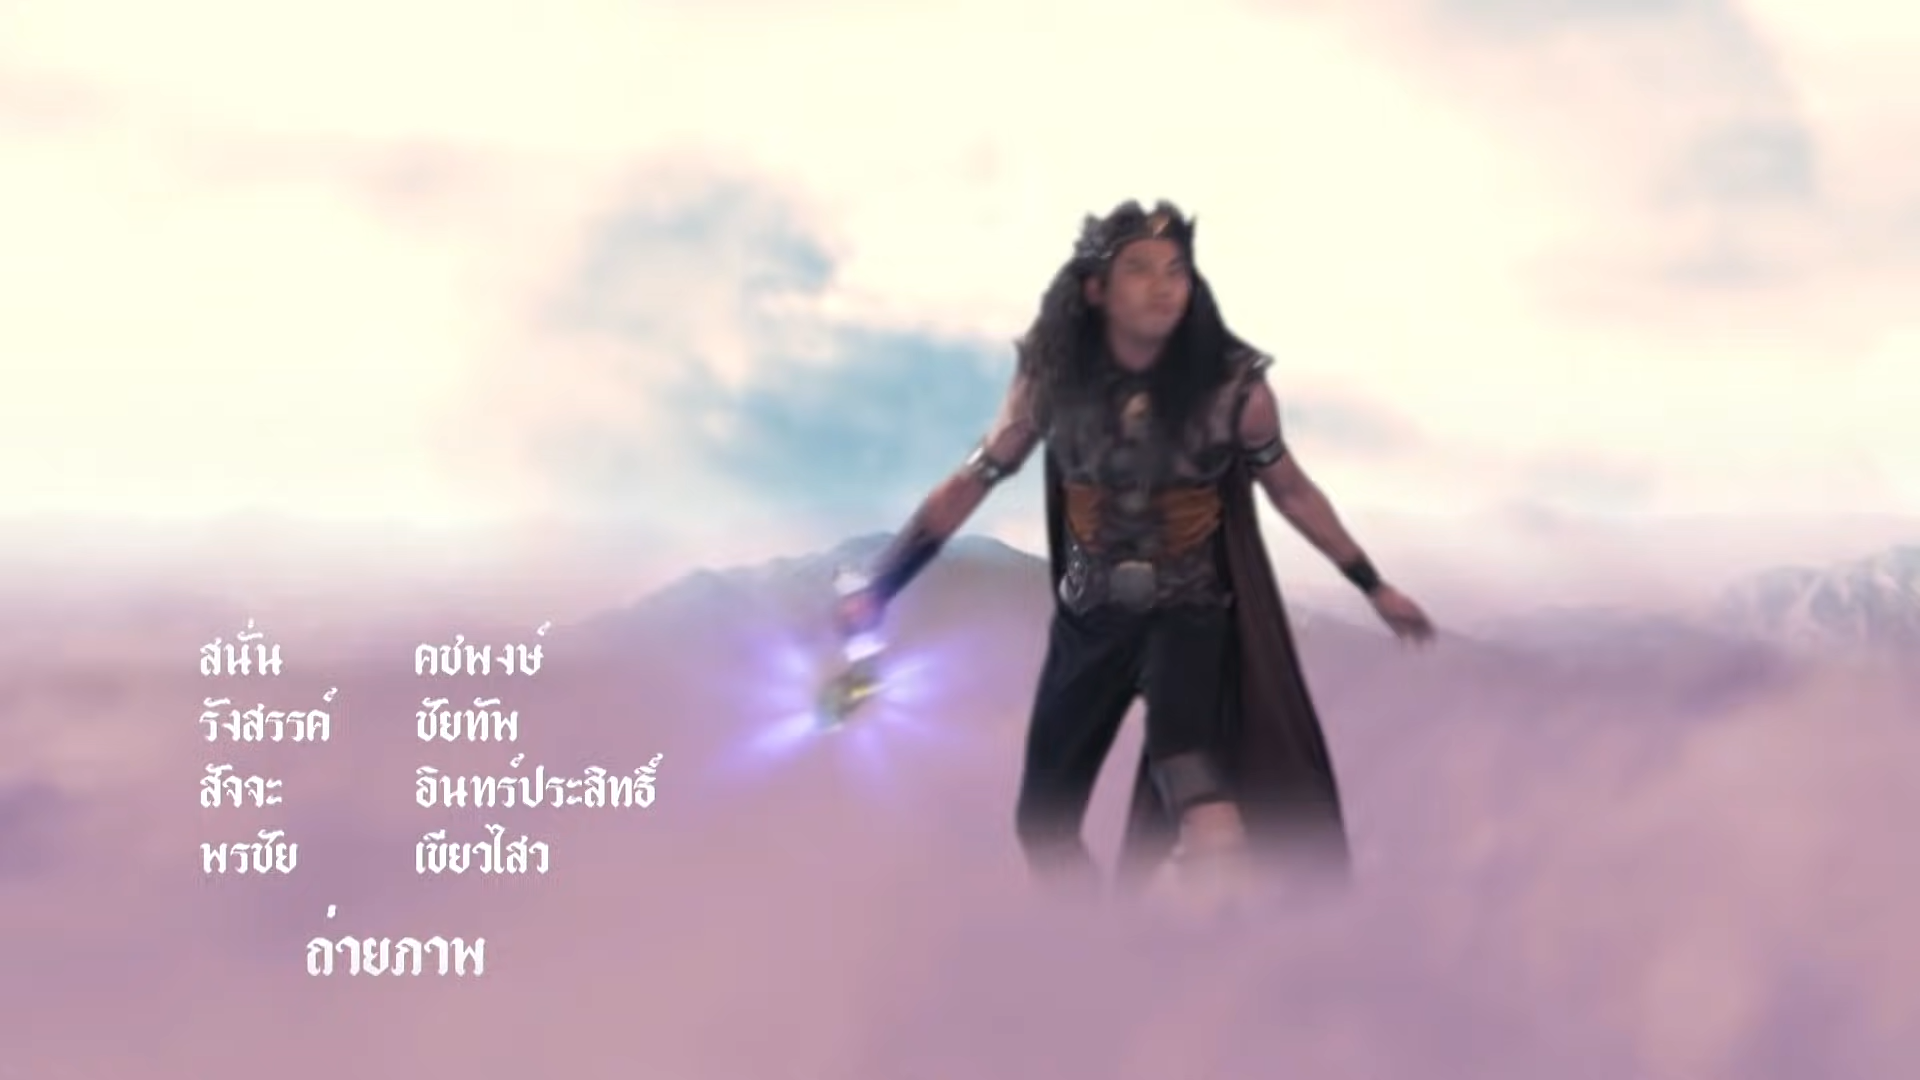 สนั่น คชพงษ์
รังสรรค์ ชัยทัพ
สัจจะ อินทร์ประสิทธิ์
พรชัย เขียวไสว
ถ่ายภาพ